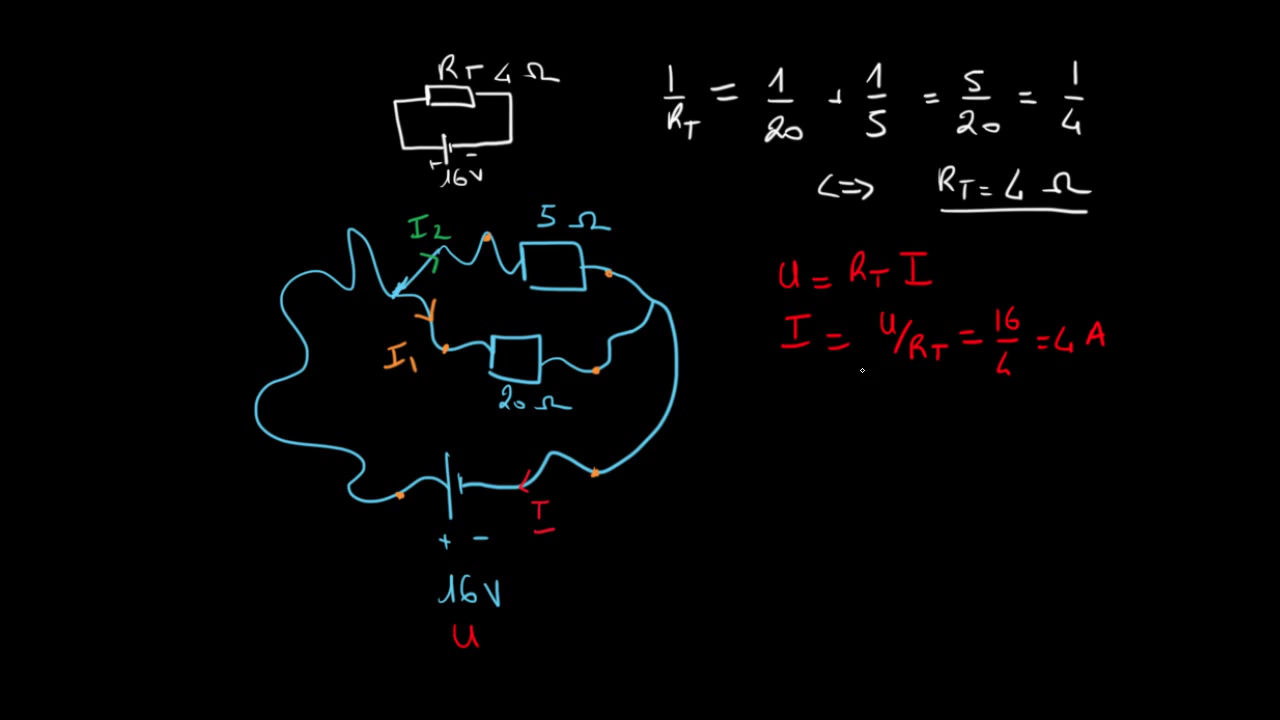 RT 4 Ω
+ -
16V
1/RT = 1/20 + 1/5 = 5/20 = 1/4
<=> RT = 4 Ω
I2
5 Ω
I1
20 Ω
U = RT I
I = U/RT = 16/4 = 4 A
I
+ -
16V
U